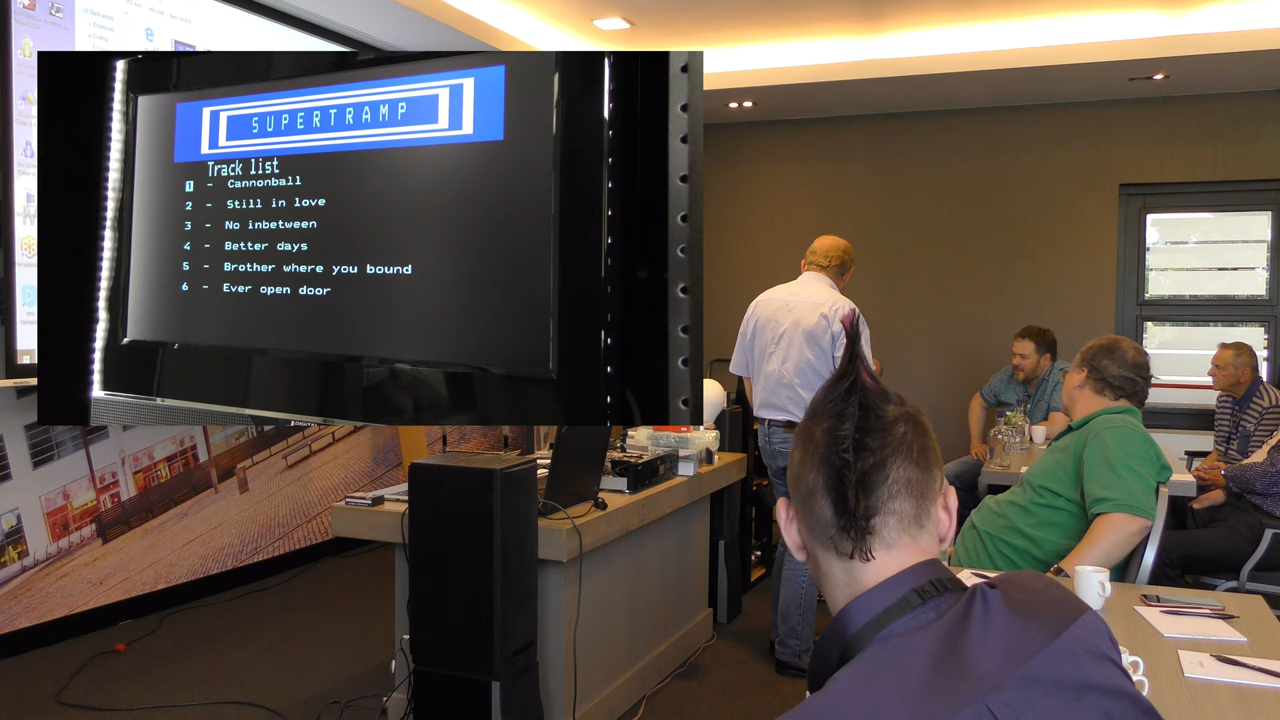 SUPERTRAMP
Track list
1 - Cannonball
2 - Still in love
3 - No inbetween
4 - Better days
5 - Brother where you bound
6 - Ever open door
DIGITAL